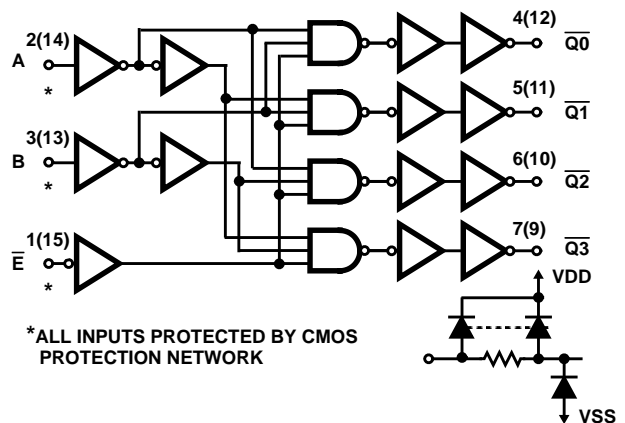 4(12)
2(14)
A
*
Q0
5(11)
Q1
3(13)
B
*
6(10)
Q2
1(15)
E
*
7(9)
Q3
VDD
*ALL INPUTS PROTECTED BY CMOS
PROTECTION NETWORK
VSS